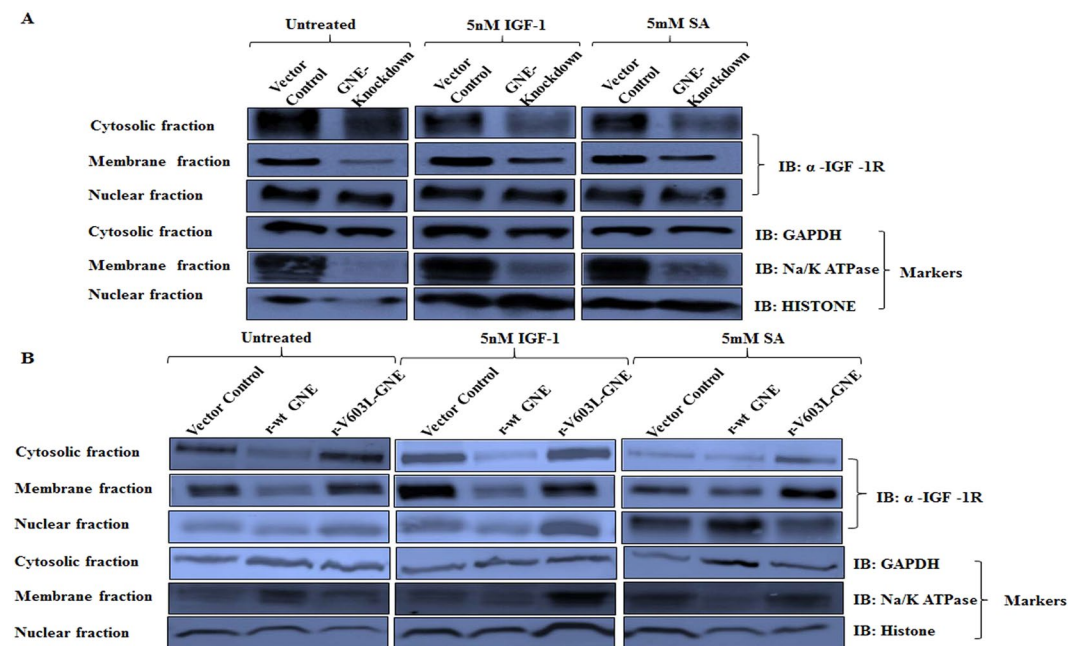 A
Untreated 5nM IGF-1 5mM SA
Vector Control GNE-Knockdown Vector Control GNE-Knockdown Vector Control GNE-Knockdown
Cytosolic fraction
Membrane fraction IB: α -IGF -1R
Nuclear fraction
Cytosolic fraction IB: GAPDH
Membrane fraction IB: Na/K ATPase Markers
Nuclear fraction IB: HISTONE
B
Untreated 5nM IGF-1 5mM SA
Vector Control r-wt GNE r-V603L-GNE Vector Control r-wt GNE r-V603L-GNE Vector Control r-wt GNE r-V603L-GNE
Cytosolic fraction
Membrane fraction IB: α -IGF -1R
Nuclear fraction
Cytosolic fraction IB: GAPDH
Membrane fraction IB: Na/K ATPase Markers
Nuclear fraction IB: Histone